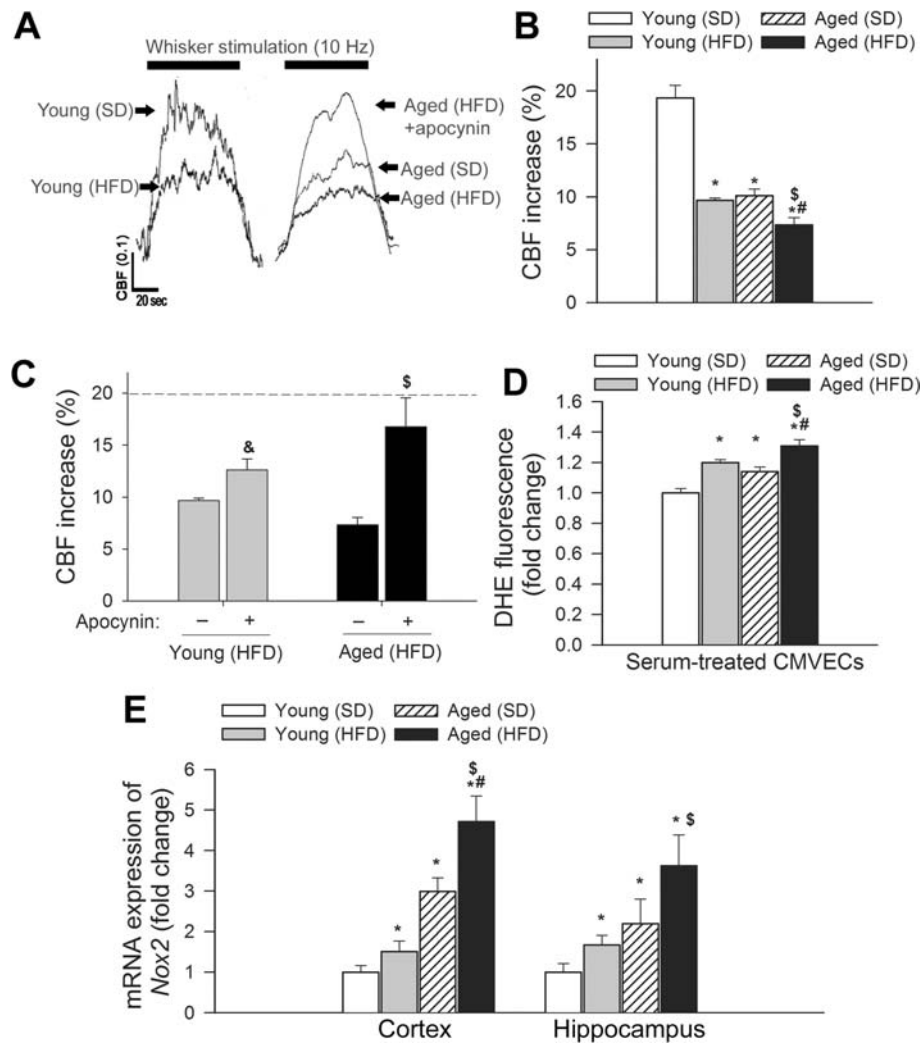 A
Whisker stimulation (10 Hz)
Young (SD)
Young (HFD)
Aged (HFD)
+apocynin
Aged (SD)
Aged (HFD)
CBF (0.1)
20 sec
B
Young (SD) Aged (SD)
Young (HFD) Aged (HFD)
CBF increase (%)
20
15
10
5
0
*
*
$
*#
C
CBF increase (%)
20
15
10
5
0
&
$
Apocynin: – + – +
Young (HFD) Aged (HFD)
D
Young (SD) Aged (SD)
Young (HFD) Aged (HFD)
DHE fluorescence
(fold change)
1.6
1.4
1.2
1.0
0.8
0.6
0.4
0.2
0.0
*
*
$
*#
Serum-treated CMVECs
E
Young (SD) Aged (SD)
Young (HFD) Aged (HFD)
mRNA expression of
Nox2 (fold change)
6
5
4
3
2
1
0
*
*
$
*#
*
*
* $
Cortex Hippocampus